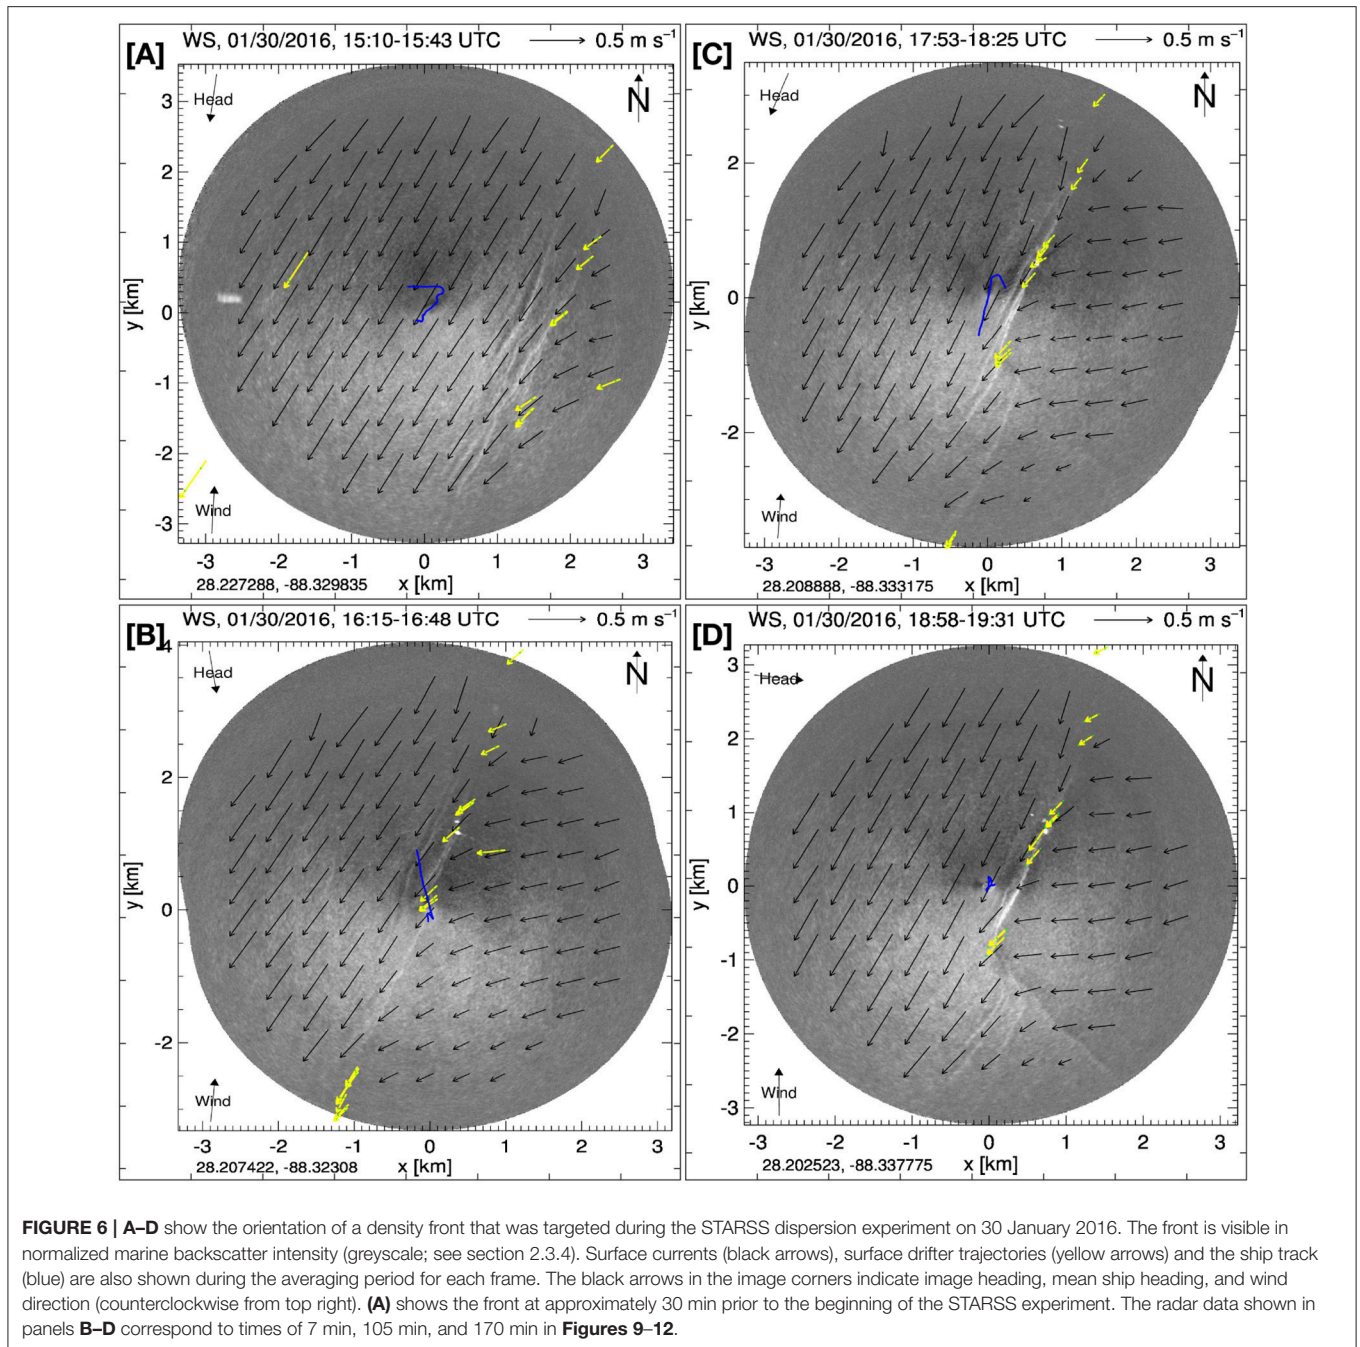 [A]
WS, 01/30/2016, 15:10-15:43 UTC
0.5 m s⁻¹
Head
N
3
2
1
0
-1
-2
-3
y [km]
Wind
-3 -2 -1 0 1 2 3
28.227288, -88.329835
x [km]
[C]
WS, 01/30/2016, 17:53-18:25 UTC
0.5 m s⁻¹
Head
N
2
0
-2
y [km]
Wind
-3 -2 -1 0 1 2 3
28.208888, -88.333175
x [km]
[B]
WS, 01/30/2016, 16:15-16:48 UTC
0.5 m s⁻¹
Head
N
4
2
0
-2
y [km]
Wind
-3 -2 -1 0 1 2 3
28.207422, -88.32308
x [km]
[D]
WS, 01/30/2016, 18:58-19:31 UTC
0.5 m s⁻¹
Head
N
3
2
1
0
-1
-2
-3
y [km]
Wind
-3 -2 -1 0 1 2 3
28.202523, -88.337775
x [km]
FIGURE 6 | A–D show the orientation of a density front that was targeted during the STARSS dispersion experiment on 30 January 2016. The front is visible in
normalized marine backscatter intensity (greyscale; see section 2.3.4). Surface currents (black arrows), surface drifter trajectories (yellow arrows) and the ship track
(blue) are also shown during the averaging period for each frame. The black arrows in the image corners indicate image heading, mean ship heading, and wind
direction (counterclockwise from top right). (A) shows the front at approximately 30 min prior to the beginning of the STARSS experiment. The radar data shown in
panels B–D correspond to times of 7 min, 105 min, and 170 min in Figures 9–12.